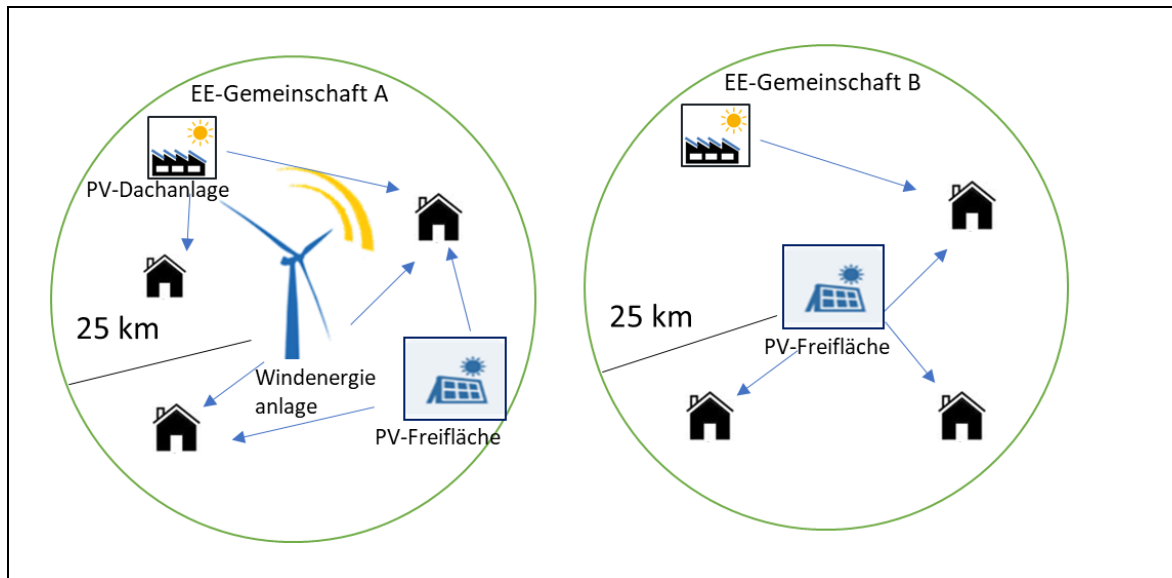 EE-Gemeinschaft A
PV-Dachanlage
25 km
Windenergie
anlage
PV-Freifläche
EE-Gemeinschaft B
25 km
PV-Freifläche